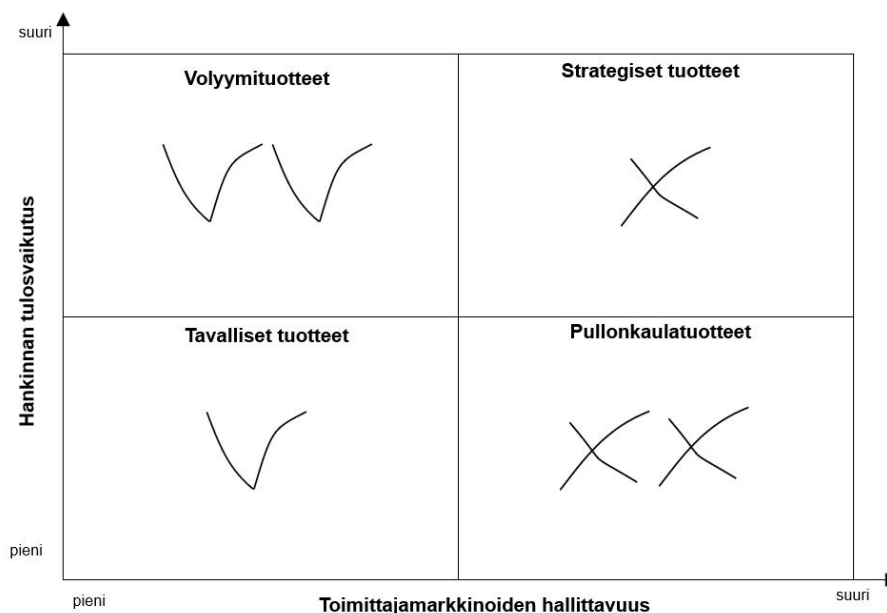 suuri
Volyymituotteet
Strategiset tuotteet
Hankinnan tulosvaikutus
Tavalliset tuotteet
Pullonkaulatuotteet
pieni
pieni
Toimittajamarkkinoiden hallittavuus
suuri